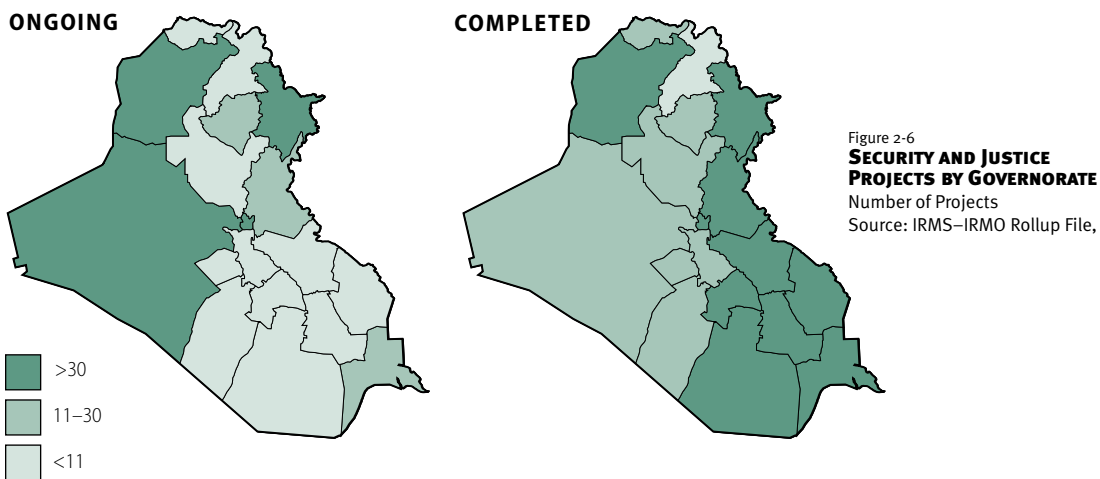 ONGOING
COMPLETED
Figure 2-6
SECURITY AND JUSTICE
PROJECTS BY GOVERNORATE
Number of Projects
Source: IRMS–IRMO Rollup File,
>30
11–30
<11